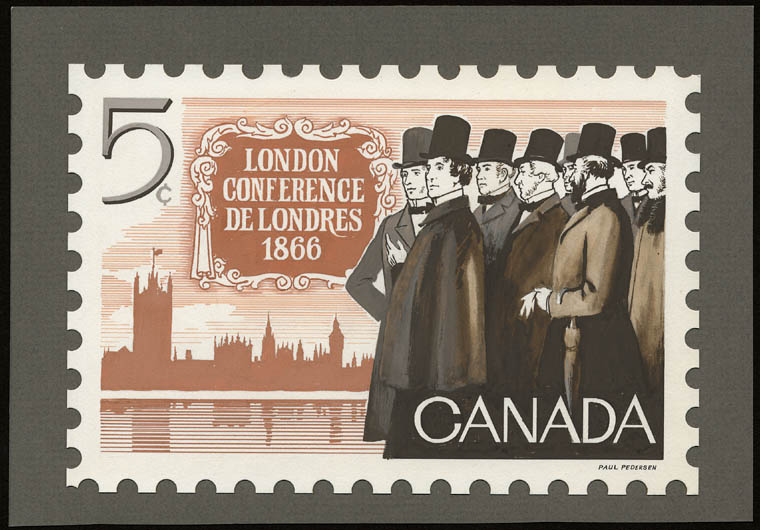 5¢
LONDON
CONFERENCE
DE LONDRES
1866
CANADA
PAUL PEDERSEN